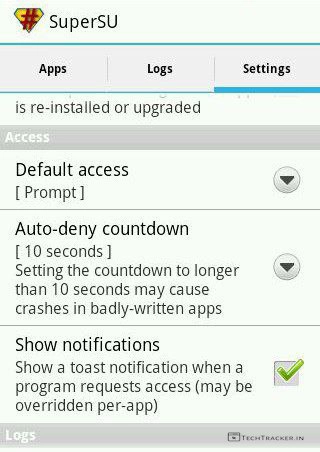 SuperSU
Apps Logs Settings
is re-installed or upgraded
Access
Default access
[ Prompt ]
Auto-deny countdown
[ 10 seconds ]
Setting the countdown to longer
than 10 seconds may cause
crashes in badly-written apps
Show notifications
Show a toast notification when a
program requests access (may be
overridden per-app)
Logs
TECHTRACKER.IN